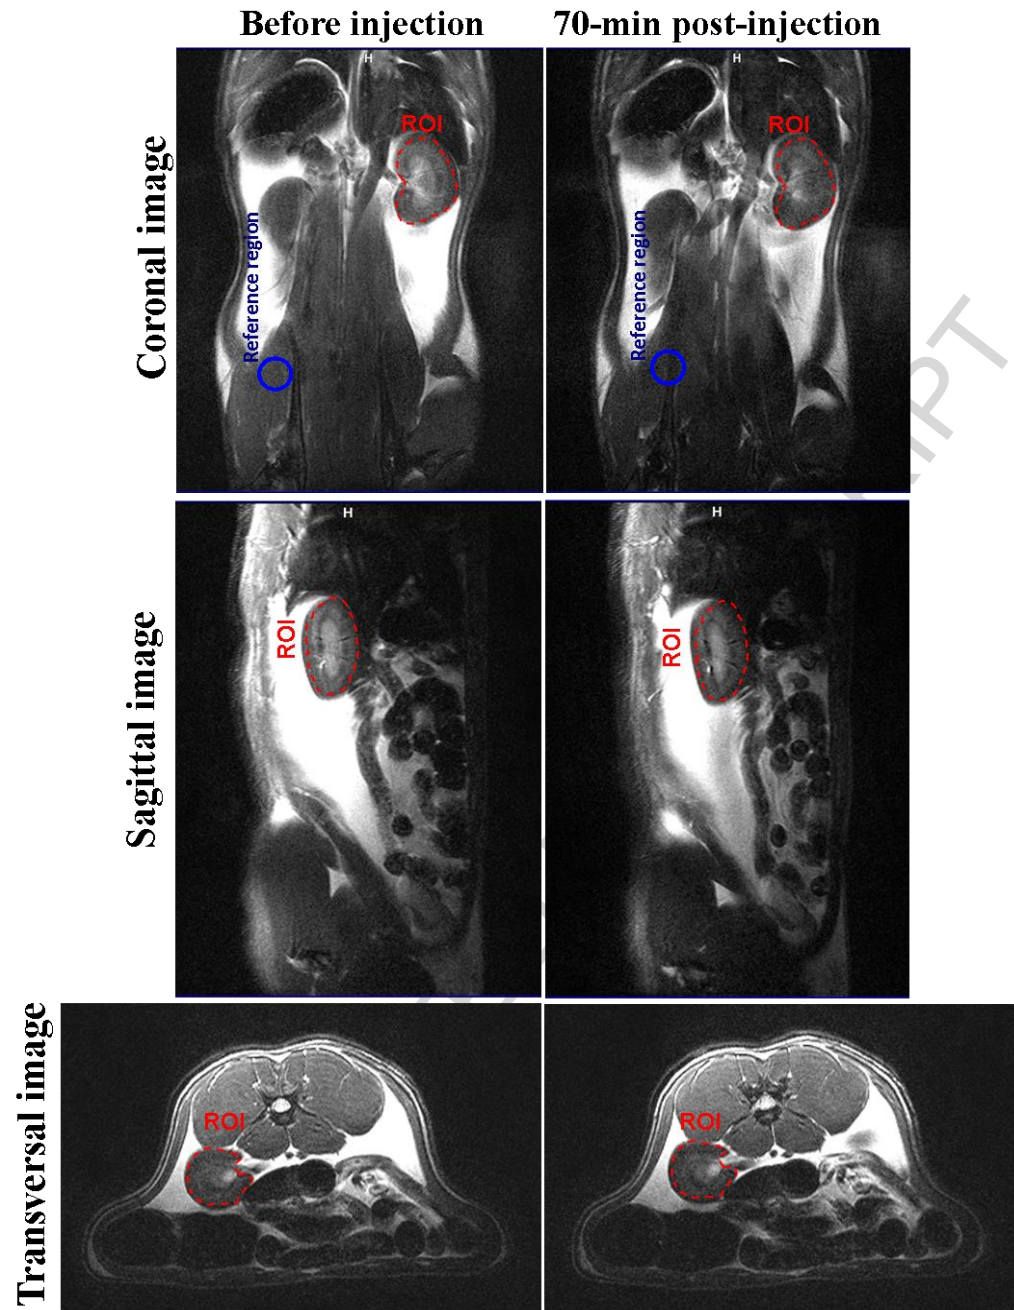 Before injection
70-min post-injection
Coronal image
H
ROI
Reference region
H
ROI
Reference region
Sagittal image
H
ROI
H
ROI
Transversal image
ROI
ROI